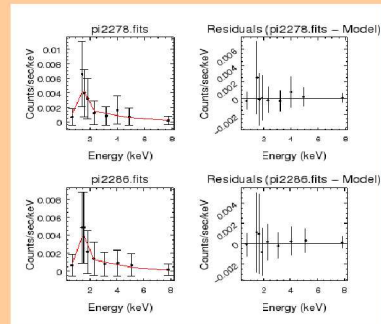 pi2278.fits
Counts/sec/keV
0.01
0.008
0.006
0.004
0.002
0
2 4 6 8
Energy (keV)
Residuals (pi2278.fits - Model)
Counts/sec/keV
0.006
0.004
0.002
0
-0.002
2 4 6 8
Energy (keV)
pi2286.fits
Counts/sec/keV
0.008
0.006
0.004
0.002
0
2 4 6 8
Energy (keV)
Residuals (pi2286.fits - Model)
Counts/sec/keV
0.004
0.002
0
-0.002
2 4 6 8
Energy (keV)